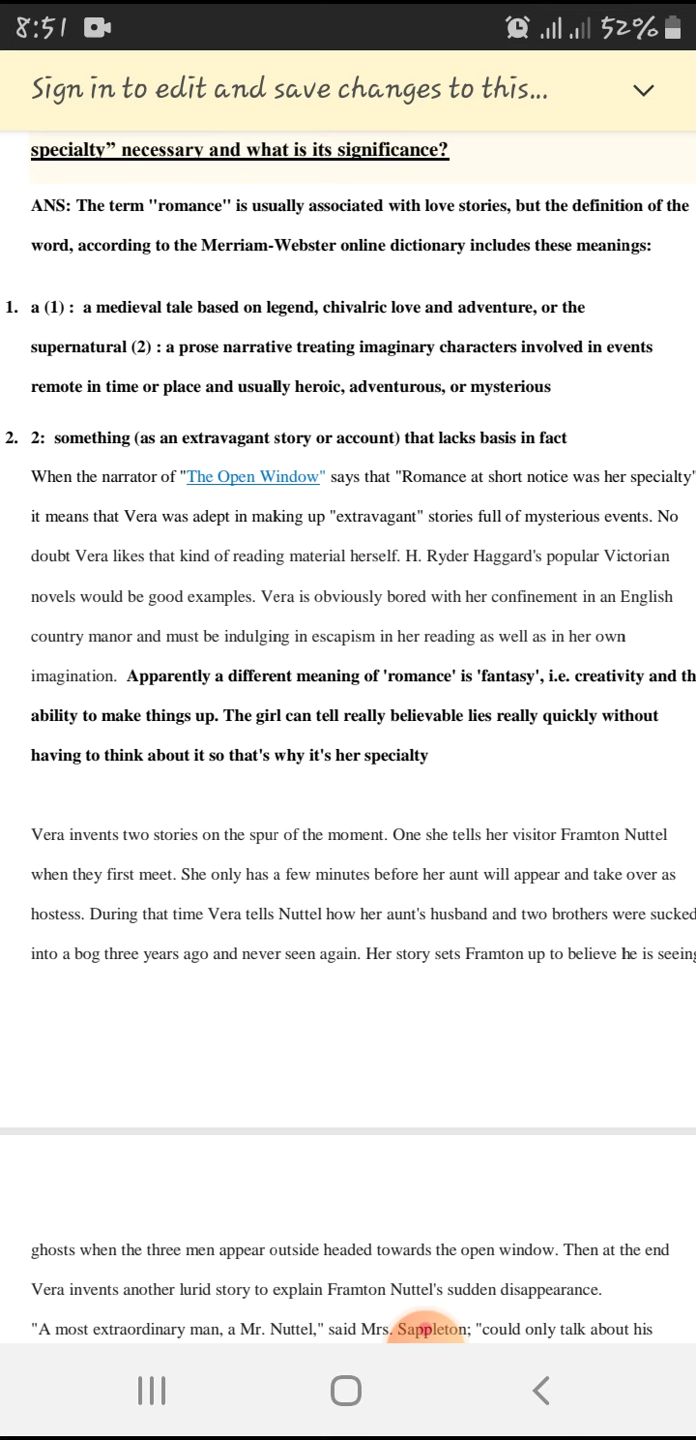 8:51 52%
Sign in to edit and save changes to this...
specialty” necessary and what is its significance?
ANS: The term "romance" is usually associated with love stories, but the definition of the
word, according to the Merriam-Webster online dictionary includes these meanings:
1. a (1) : a medieval tale based on legend, chivalric love and adventure, or the
supernatural (2) : a prose narrative treating imaginary characters involved in events
remote in time or place and usually heroic, adventurous, or mysterious
2. 2: something (as an extravagant story or account) that lacks basis in fact
When the narrator of "The Open Window" says that "Romance at short notice was her specialty"
it means that Vera was adept in making up "extravagant" stories full of mysterious events. No
doubt Vera likes that kind of reading material herself. H. Ryder Haggard's popular Victorian
novels would be good examples. Vera is obviously bored with her confinement in an English
country manor and must be indulging in escapism in her reading as well as in her own
imagination. Apparently a different meaning of 'romance' is 'fantasy', i.e. creativity and th
ability to make things up. The girl can tell really believable lies really quickly without
having to think about it so that's why it's her specialty
Vera invents two stories on the spur of the moment. One she tells her visitor Framton Nuttel
when they first meet. She only has a few minutes before her aunt will appear and take over as
hostess. During that time Vera tells Nuttel how her aunt's husband and two brothers were sucked
into a bog three years ago and never seen again. Her story sets Framton up to believe he is seeing
ghosts when the three men appear outside headed towards the open window. Then at the end
Vera invents another lurid story to explain Framton Nuttel's sudden disappearance.
"A most extraordinary man, a Mr. Nuttel," said Mrs. Sappleton; "could only talk about his